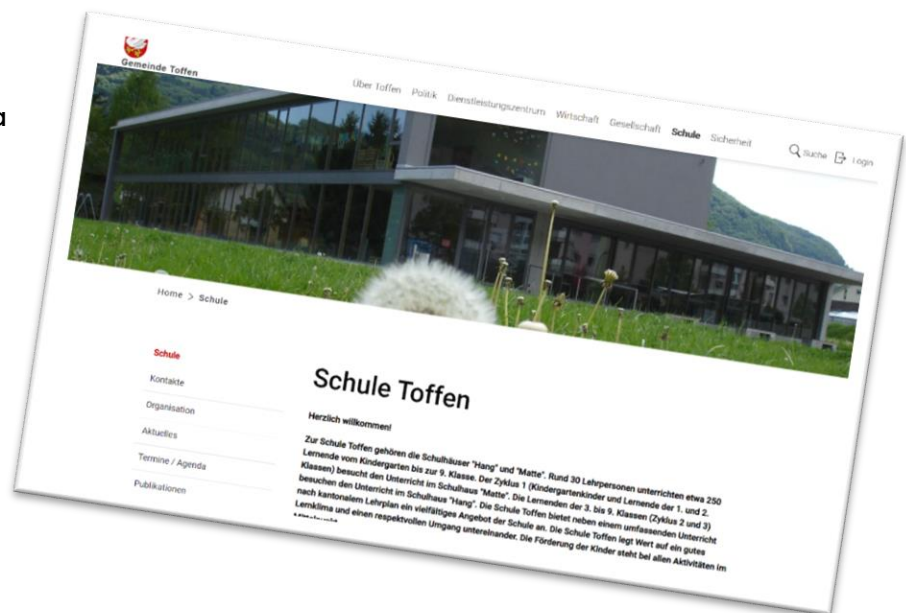 a
Gemeinde Toffen
Über Toffen Politik Dienstleistungszentrum Wirtschaft Gesellschaft Schule Sicherheit Suche Login
Home > Schule
Schule
Kontakte
Organisation
Aktuelles
Termine / Agenda
Publikationen
Schule Toffen
Herzlich willkommen!
Zur Schule Toffen gehören die Schulhäuser "Hang" und "Matte". Rund 30 Lehrpersonen unterrichten etwa 250
Lernende vom Kindergarten bis zur 9. Klasse. Der Zyklus 1 (Kindergartenkinder und Lernende der 1. und 2.
Klassen) besucht den Unterricht im Schulhaus "Matte". Die Lernenden der 3. bis 9. Klassen (Zyklus 2 und 3)
besuchen den Unterricht im Schulhaus "Hang". Die Schule Toffen bietet neben einem umfassenden Unterricht
nach kantonalem Lehrplan ein vielfältiges Angebot der Schule an. Die Schule Toffen legt Wert auf ein gutes
Lernklima und einen respektvollen Umgang untereinander. Die Förderung der Kinder steht bei allen Aktivitäten im